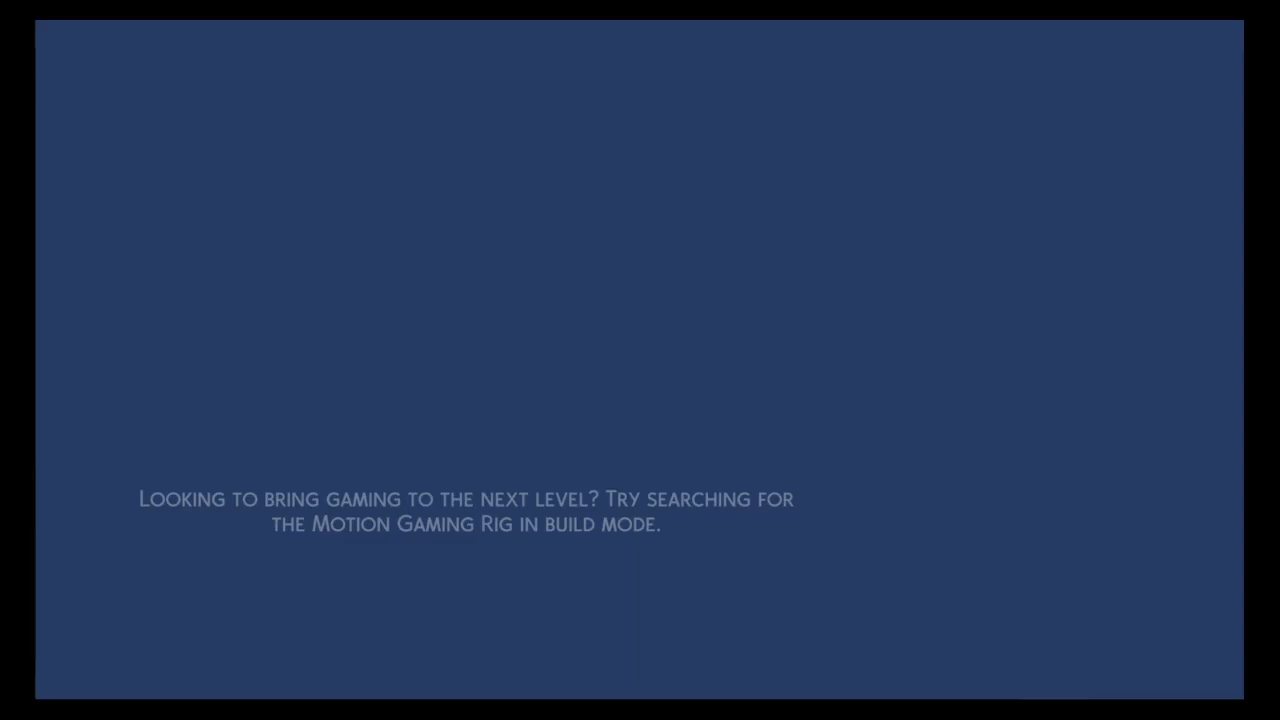 Looking to bring gaming to the next level? Try searching for
the Motion Gaming Rig in build mode.